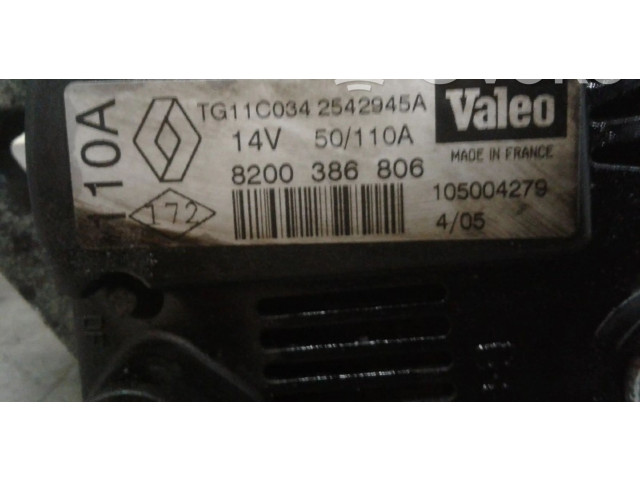 110A
TG11C034 2542945A
Valeo
14V 50/110A
MADE IN FRANCE
8200 386 806
105004279
172
4/05